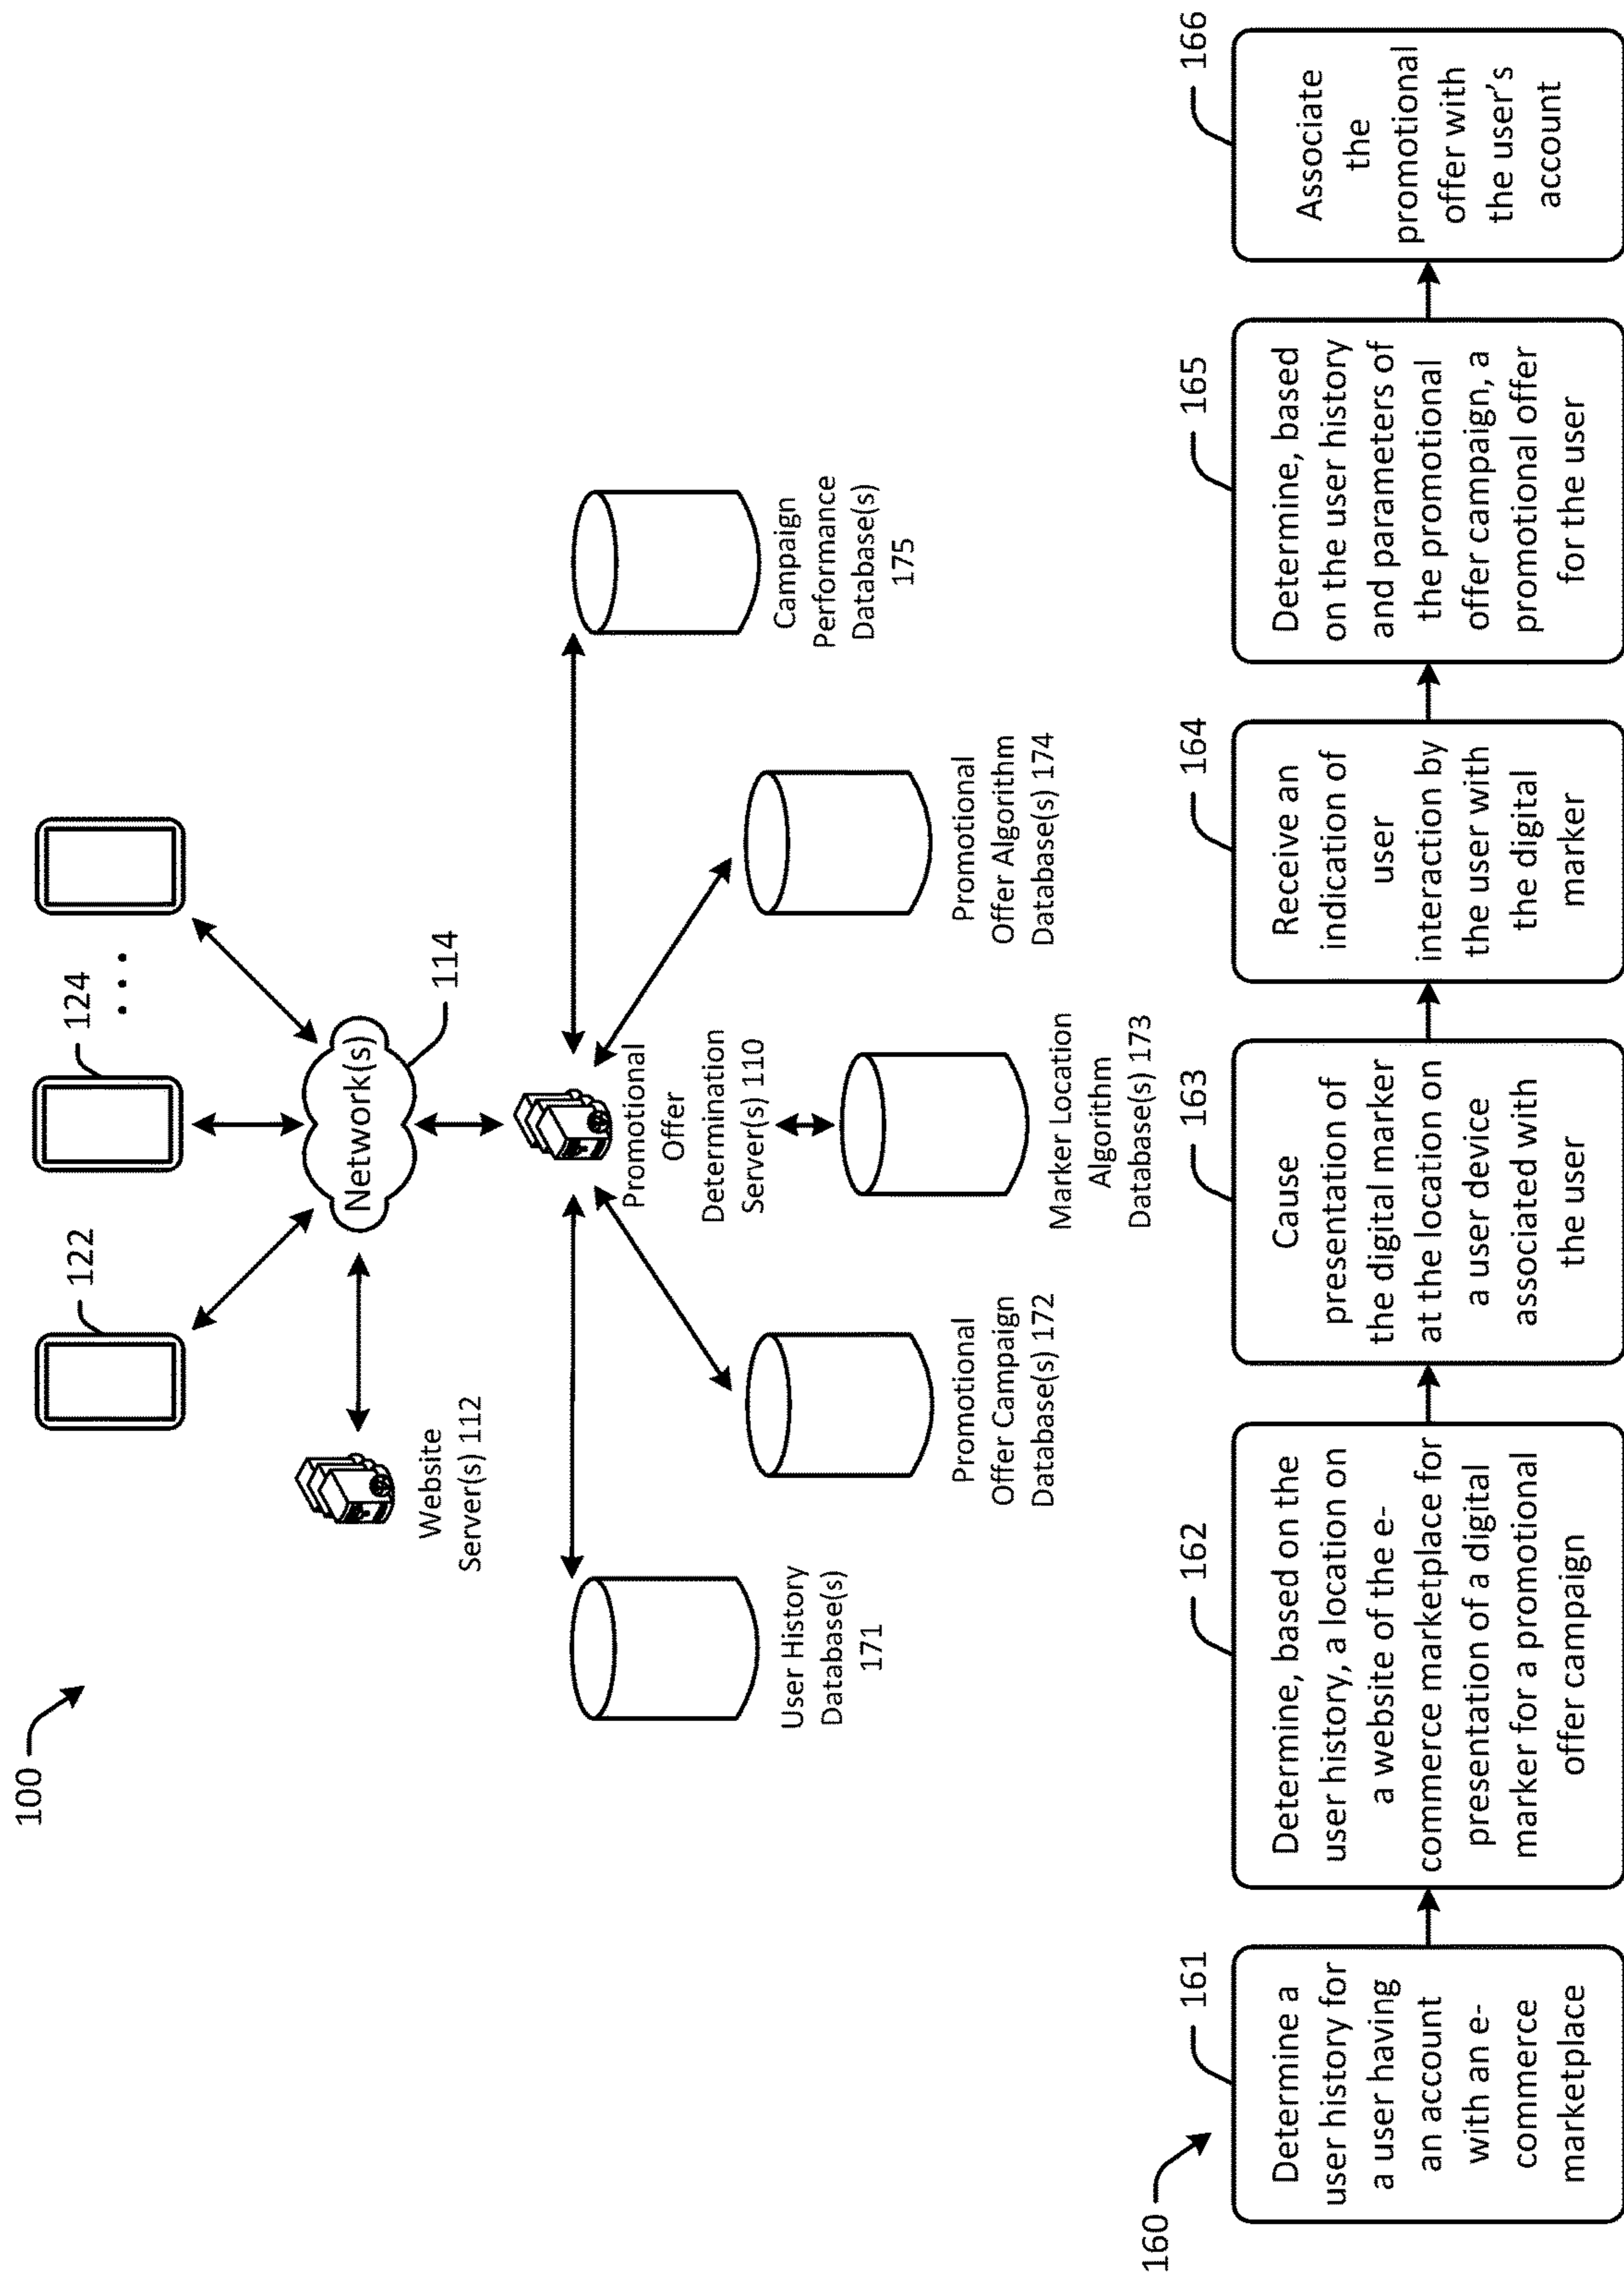 100
122
124
. . .
Network(s)
114
Website
Server(s) 112
Promotional
Offer
Determination
Server(s) 110
User History
Database(s)
171
Promotional
Offer Campaign
Database(s) 172
Marker Location
Algorithm
Database(s) 173
Promotional
Offer Algorithm
Database(s) 174
Campaign
Performance
Database(s)
175
160
161
Determine a
user history for
a user having
an account
with an e-
commerce
marketplace
162
Determine, based on the
user history, a location on
a website of the e-
commerce marketplace for
presentation of a digital
marker for a promotional
offer campaign
163
Cause
presentation of
the digital marker
at the location on
a user device
associated with
the user
164
Receive an
indication of
user
interaction by
the user with
the digital
marker
165
Determine, based
on the user history
and parameters of
the promotional
offer campaign, a
promotional offer
for the user
166
Associate
the
promotional
offer with
the user's
account